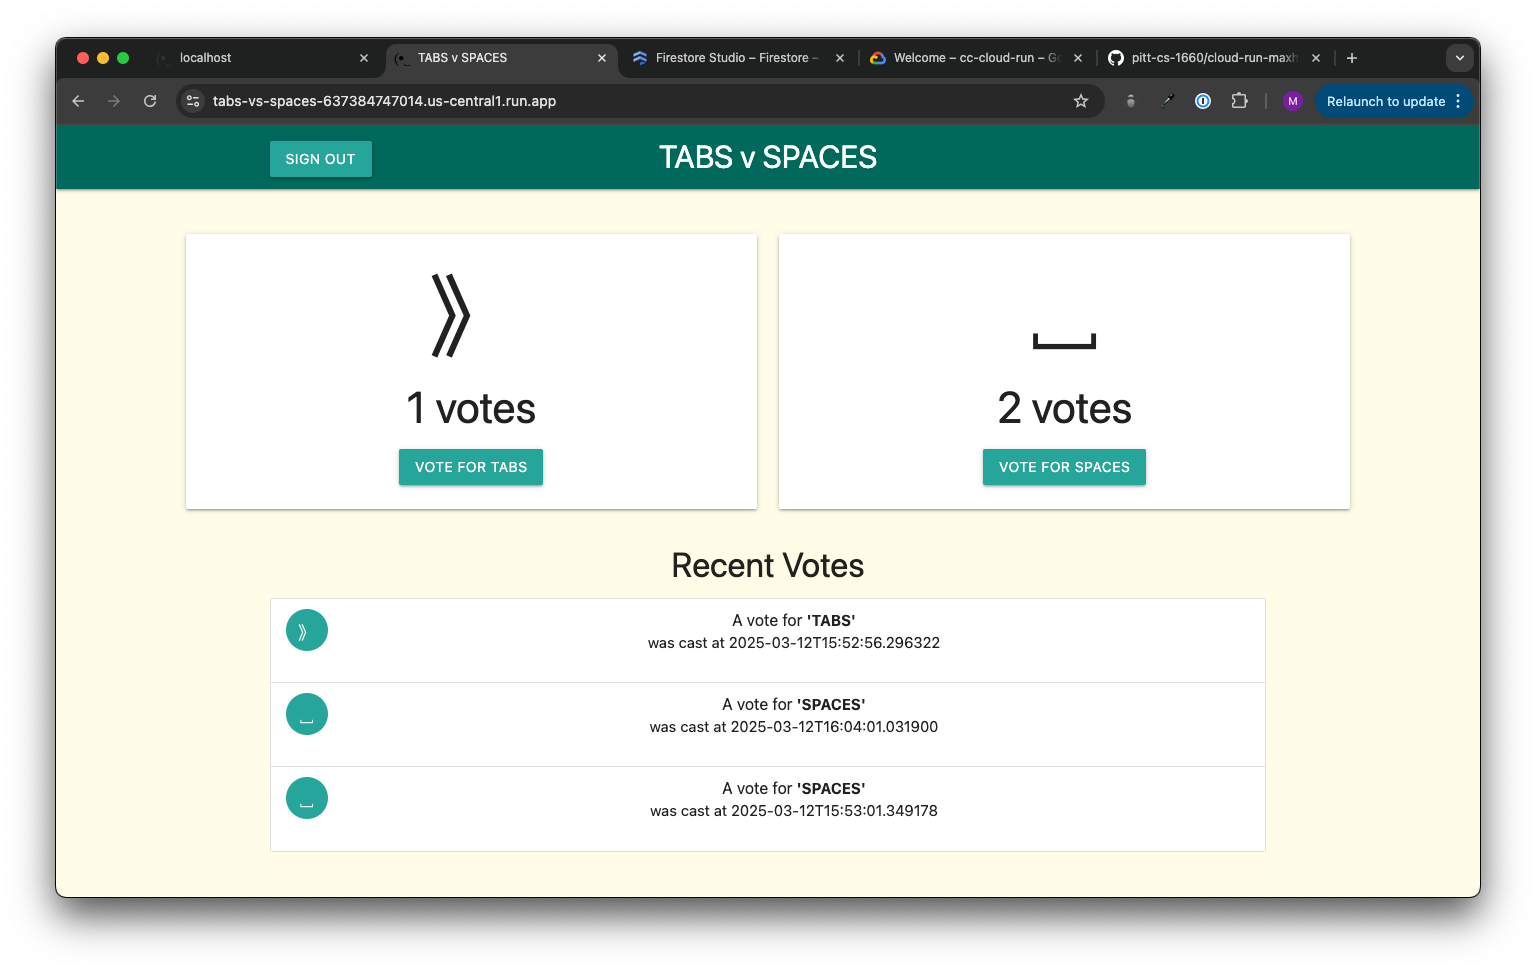 localhost
TABS v SPACES
Firestore Studio – Firestore –
Welcome – cc-cloud-run – Go
pitt-cs-1660/cloud-run-maxh
tabs-vs-spaces-637384747014.us-central1.run.app
M
Relaunch to update
SIGN OUT
TABS v SPACES
1 votes
2 votes
VOTE FOR TABS
VOTE FOR SPACES
Recent Votes
A vote for 'TABS'
was cast at 2025-03-12T15:52:56.296322
A vote for 'SPACES'
was cast at 2025-03-12T16:04:01.031900
A vote for 'SPACES'
was cast at 2025-03-12T15:53:01.349178